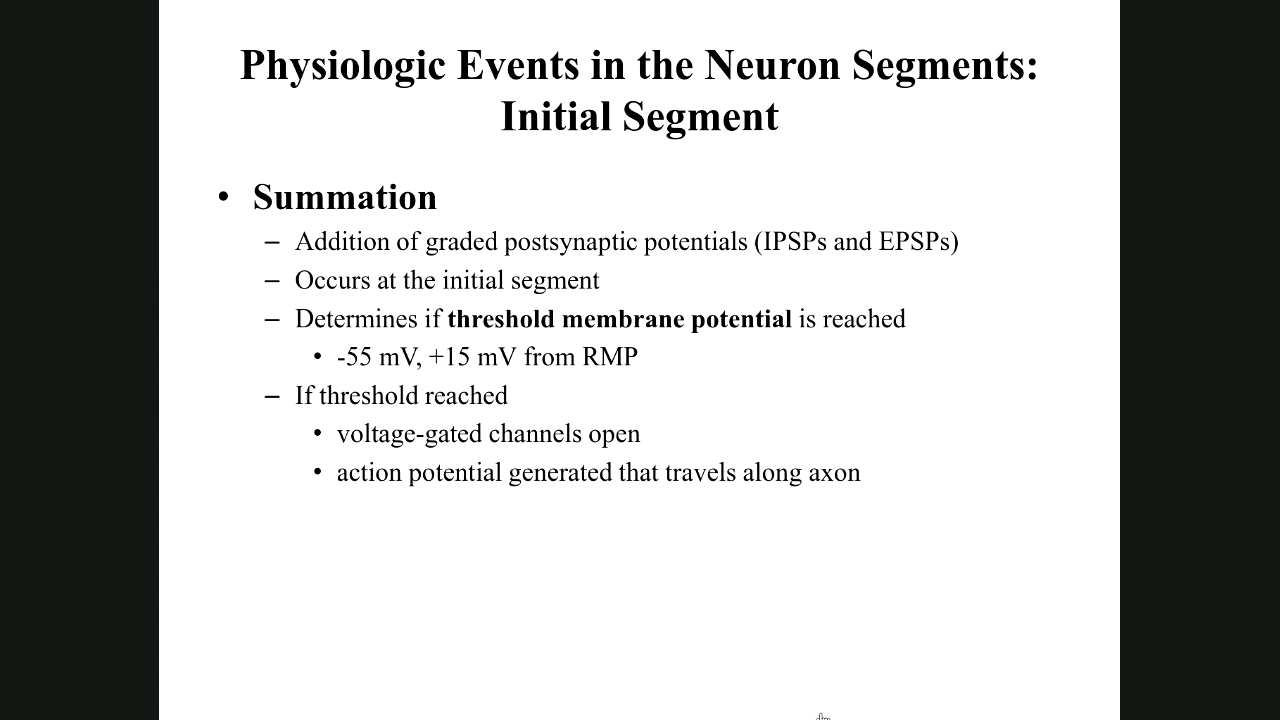 Physiologic Events in the Neuron Segments:
Initial Segment
• Summation
– Addition of graded postsynaptic potentials (IPSPs and EPSPs)
– Occurs at the initial segment
– Determines if threshold membrane potential is reached
• -55 mV, +15 mV from RMP
– If threshold reached
• voltage-gated channels open
• action potential generated that travels along axon